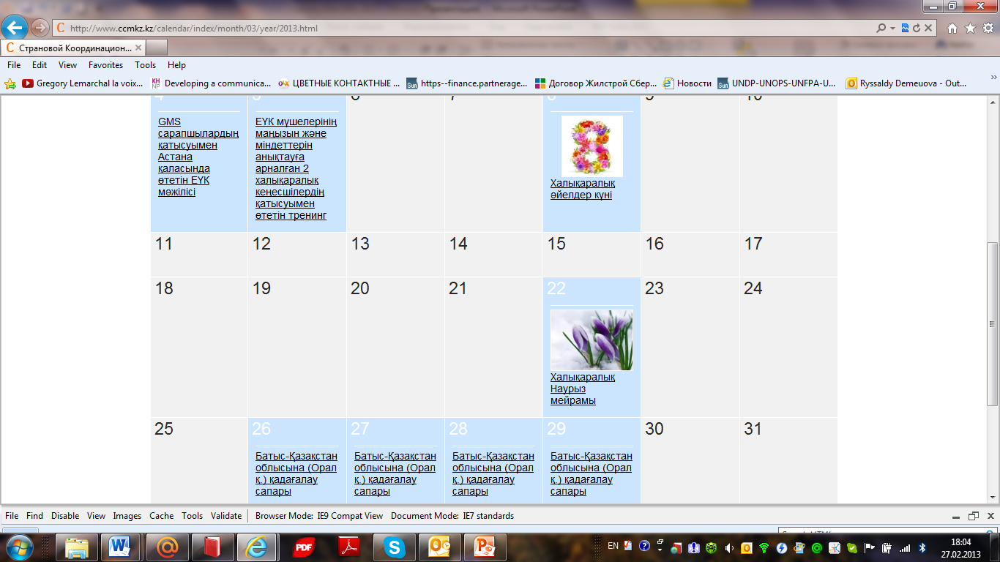 http://www.ccmkz.kz/calendar/index/month/03/year/2013.html
Страновой Координацион...
File Edit View Favorites Tools Help
Gregory Lemarchal la voix... Developing a communica... ЦВЕТНЫЕ КОНТАКТНЫЕ ... https--finance.partnerage... Договор Жилстрой Сбер... Новости UNDP-UNOPS-UNFPA-U... Ryssaldy Demeuova - Out...
4 5 6 7 8 9 10
GMS
сарапшылардың
қатысуымен
Астана
қаласында
өтетін ЕҮК
мәжілісі
ЕҮК мүшелерінің
маңызын және
міндеттерін
анықтауға
арналған 2
халықаралық
кеңесшілердің
қатысуымен
өтетін тренинг
Халықаралық
әйелдер күні
11 12 13 14 15 16 17
18 19 20 21 22 23 24
Халықаралық
Наурыз
мейрамы
25 26 27 28 29 30 31
Батыс-Қазақстан
облысына (Орал
қ.) қадағалау
сапары
Батыс-Қазақстан
облысына (Орал
қ.) қадағалау
сапары
Батыс-Қазақстан
облысына (Орал
қ.) қадағалау
сапары
Батыс-Қазақстан
облысына (Орал
қ.) қадағалау
сапары
File Find Disable View Images Cache Tools Validate Browser Mode: IE9 Compat View Document Mode: IE7 standards
EN
18:04
27.02.2013